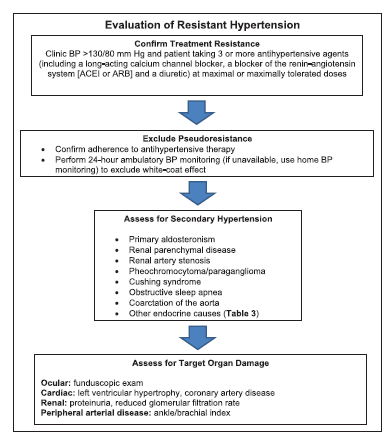 Evaluation of Resistant Hypertension
Confirm Treatment Resistance
Clinic BP >130/80 mm Hg and patient taking 3 or more antihypertensive agents
(including a long-acting calcium channel blocker, a blocker of the renin-angiotensin
system [ACEI or ARB] and a diuretic) at maximal or maximally tolerated doses
Exclude Pseudoresistance
• Confirm adherence to antihypertensive therapy
• Perform 24-hour ambulatory BP monitoring (if unavailable, use home BP
monitoring) to exclude white-coat effect
Assess for Secondary Hypertension
• Primary aldosteronism
• Renal parenchymal disease
• Renal artery stenosis
• Pheochromocytoma/paraganglioma
• Cushing syndrome
• Obstructive sleep apnea
• Coarctation of the aorta
• Other endocrine causes (Table 3)
Assess for Target Organ Damage
Ocular: funduscopic exam
Cardiac: left ventricular hypertrophy, coronary artery disease
Renal: proteinuria, reduced glomerular filtration rate
Peripheral arterial disease: ankle/brachial index